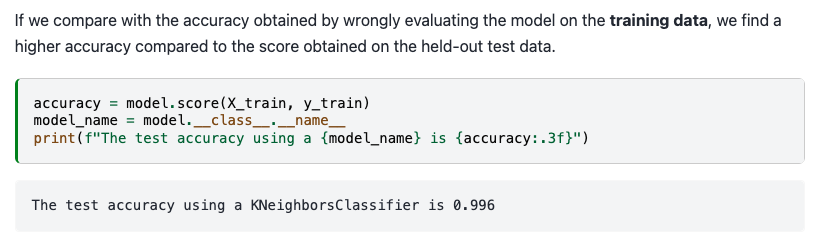 If we compare with the accuracy obtained by wrongly evaluating the model on the training data, we find a
higher accuracy compared to the score obtained on the held-out test data.
accuracy = model.score(X_train, y_train)
model_name = model.__class__.__name__
print(f"The test accuracy using a {model_name} is {accuracy:.3f}")
The test accuracy using a KNeighborsClassifier is 0.996